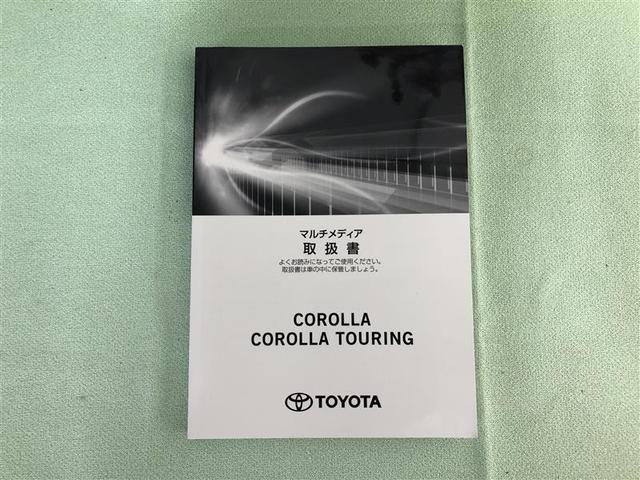 マルチメディア
取扱書
よくお読みになってご使用ください。
取扱書は車の中に保管しましょう。
COROLLA
COROLLA TOURING
TOYOTA